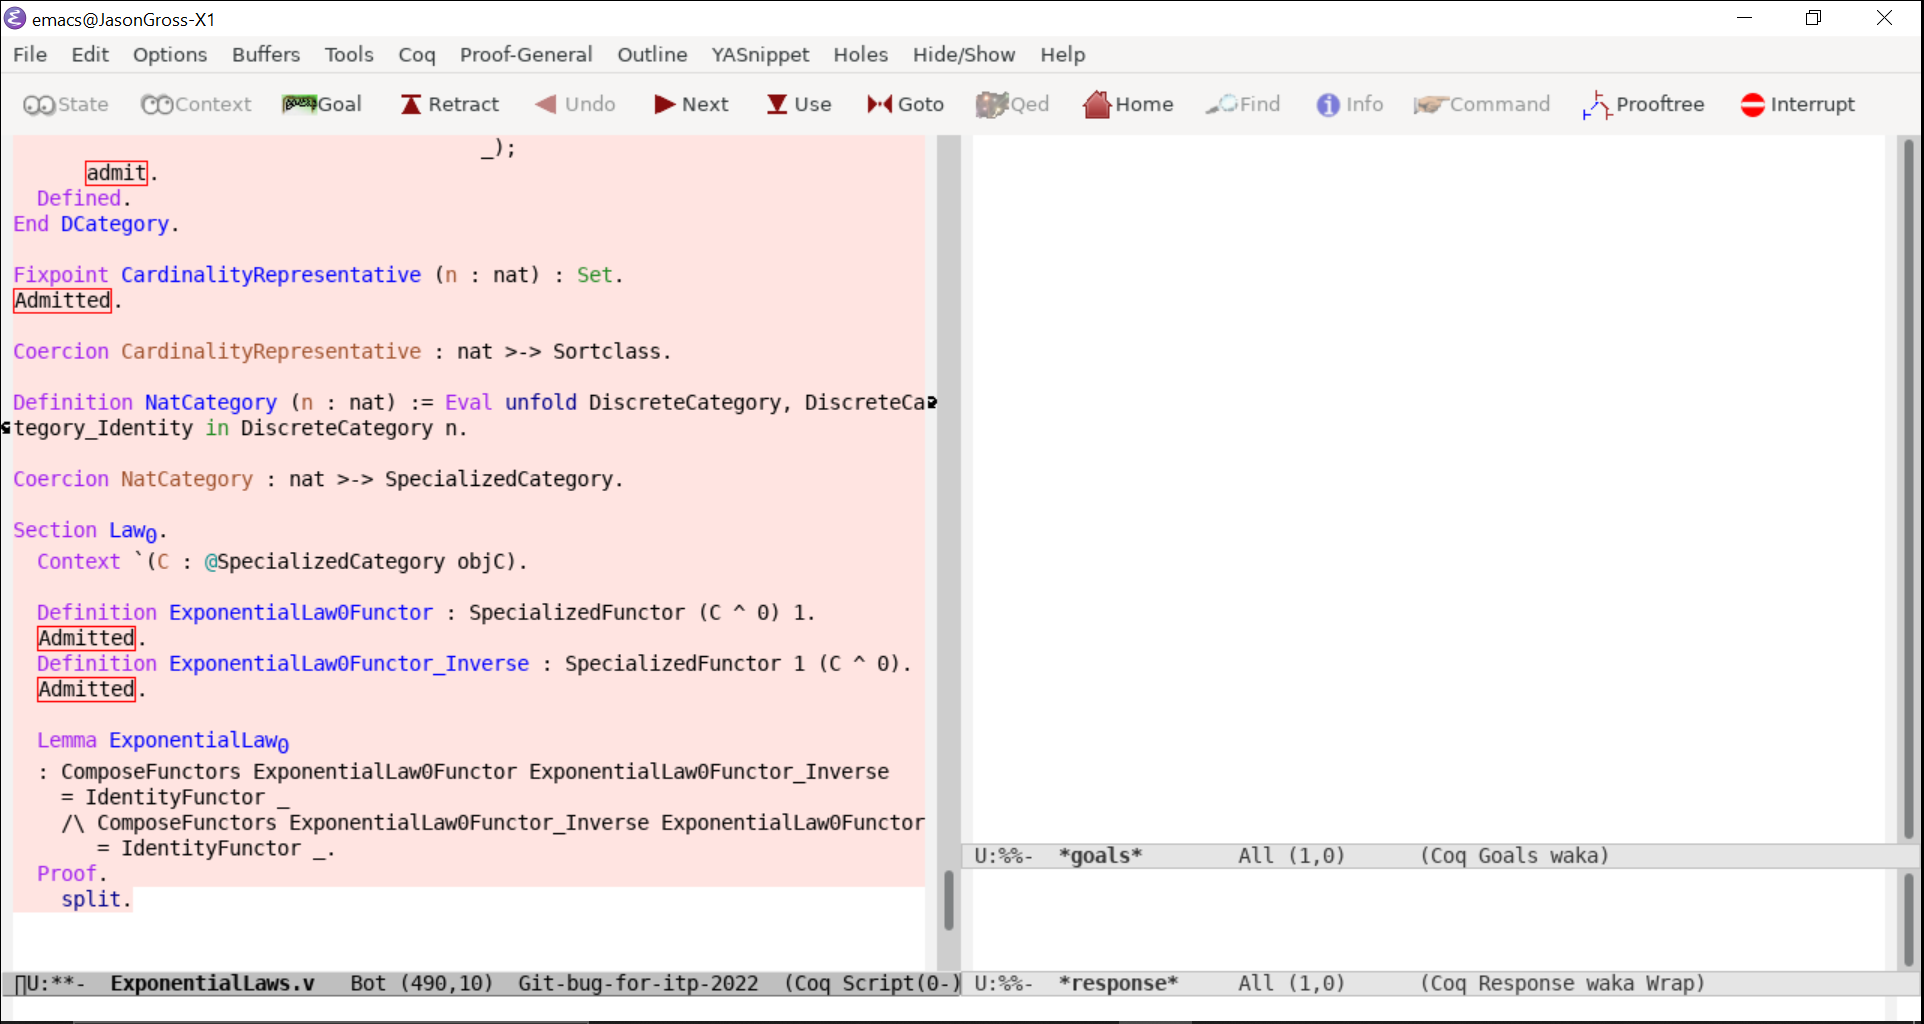 emacs@JasonGross-X1
File Edit Options Buffers Tools Coq Proof-General Outline YASnippet Holes Hide/Show Help
State Context Goal Retract Undo Next Use Goto Qed Home Find Info Command Prooftree Interrupt
_);
admit.
Defined.
End DCategory.
Fixpoint CardinalityRepresentative (n : nat) : Set.
Admitted.
Coercion CardinalityRepresentative : nat >-> Sortclass.
Definition NatCategory (n : nat) := Eval unfold DiscreteCategory, DiscreteCa
tegory_Identity in DiscreteCategory n.
Coercion NatCategory : nat >-> SpecializedCategory.
Section Law₀.
Context `(C : @SpecializedCategory objC).
Definition ExponentialLaw0Functor : SpecializedFunctor (C ^ 0) 1.
Admitted.
Definition ExponentialLaw0Functor_Inverse : SpecializedFunctor 1 (C ^ 0).
Admitted.
Lemma ExponentialLaw₀
: ComposeFunctors ExponentialLaw0Functor ExponentialLaw0Functor_Inverse
= IdentityFunctor _
/\ ComposeFunctors ExponentialLaw0Functor_Inverse ExponentialLaw0Functor
= IdentityFunctor _.
Proof.
split.
U:**- ExponentialLaws.v Bot (490,10) Git-bug-for-itp-2022 (Coq Script(0-)
U:%%- *goals* All (1,0) (Coq Goals waka)
U:%%- *response* All (1,0) (Coq Response waka Wrap)